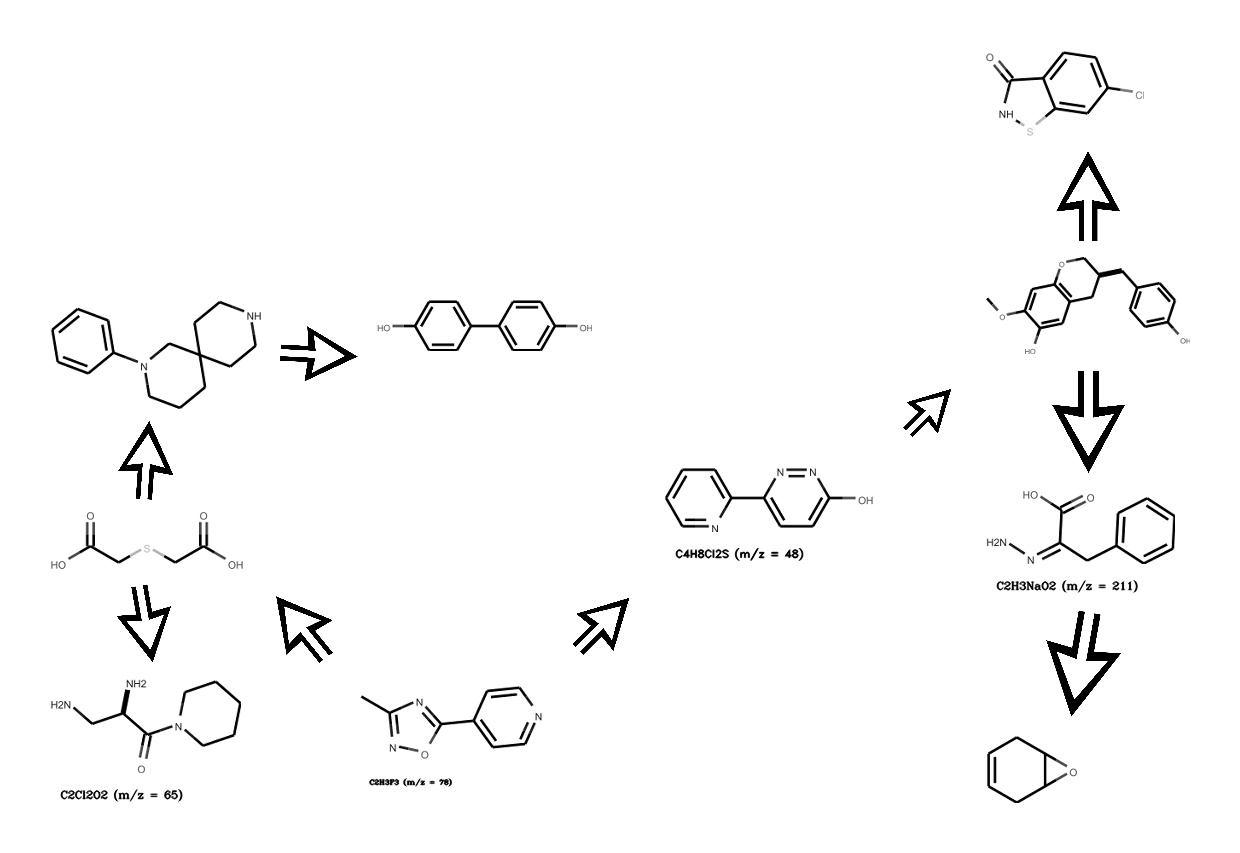 O
NH
S
Cl
O
HO
OH
N
NH
HO
OH
O
O
HO
OH
N
N
N
OH
C4H8Cl2S (m/z = 48)
HO
O
H2N
N
C2H3NaO2 (m/z = 211)
O
O
HO
S
OH
H2N
NH2
N
O
C2Cl2O2 (m/z = 65)
N
N
O
N
C2H3F3 (m/z = 78)
O